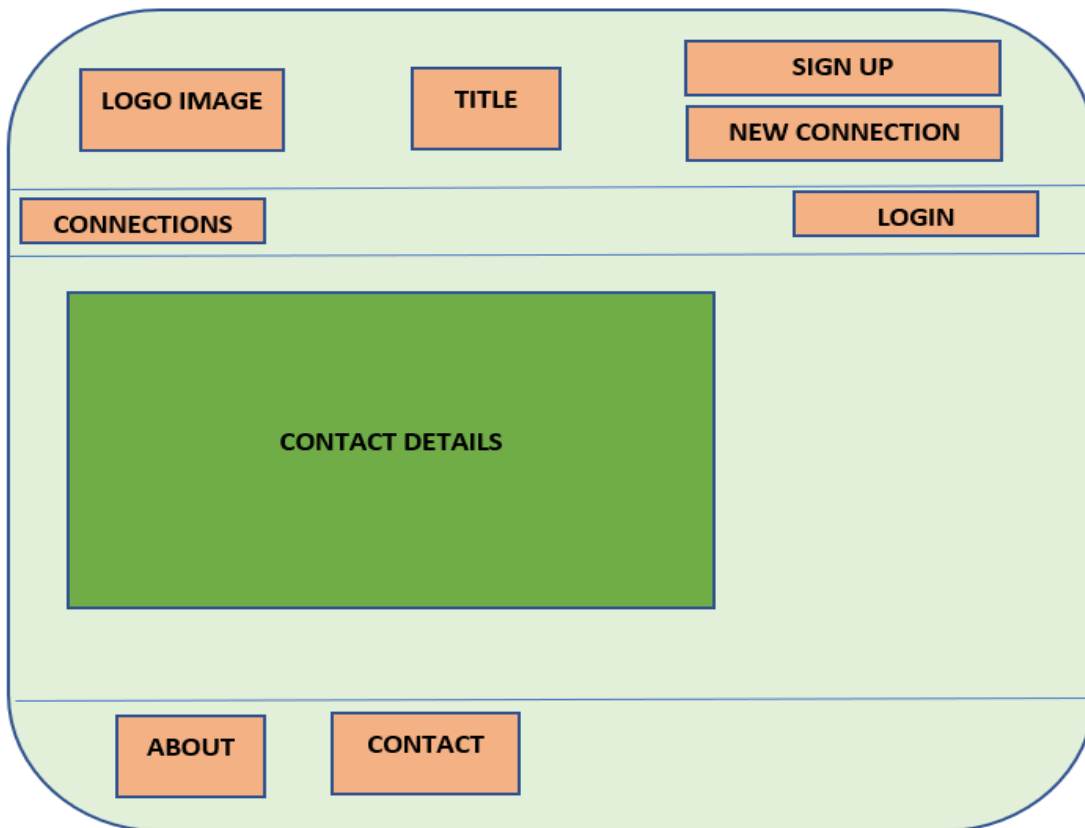 LOGO IMAGE
TITLE
SIGN UP
NEW CONNECTION
CONNECTIONS
LOGIN
CONTACT DETAILS
ABOUT
CONTACT